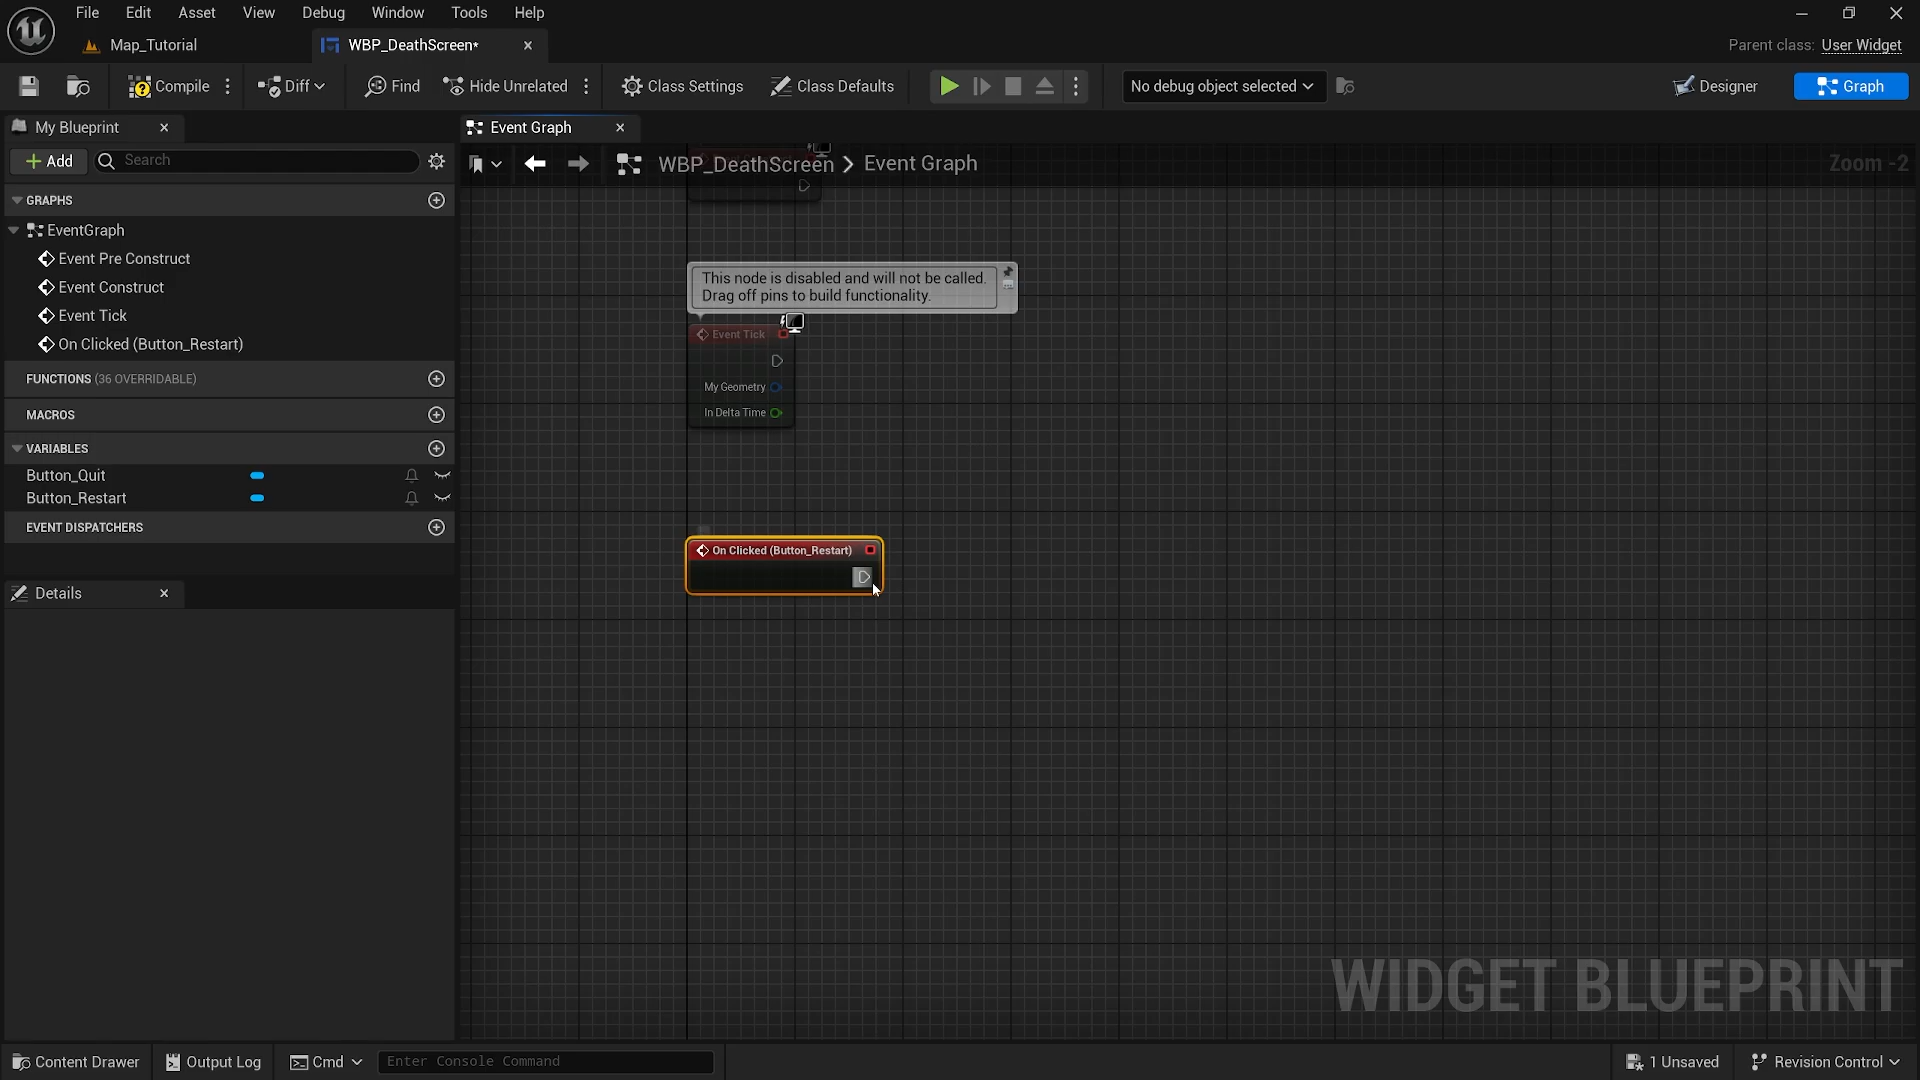 File Edit Asset View Debug Window Tools Help
Map_Tutorial
WBP_DeathScreen*
Parent class: User Widget
Compile
Diff
Find
Hide Unrelated
Class Settings
Class Defaults
No debug object selected
Designer
Graph
My Blueprint
Event Graph
+ Add
Search
WBP_DeathScreen > Event Graph
Zoom -2
GRAPHS
EventGraph
Event Pre Construct
Event Construct
Event Tick
On Clicked (Button_Restart)
FUNCTIONS (36 OVERRIDABLE)
MACROS
VARIABLES
Button_Quit
Button_Restart
EVENT DISPATCHERS
Details
This node is disabled and will not be called.
Drag off pins to build functionality.
Event Tick
My Geometry
In Delta Time
On Clicked (Button_Restart)
WIDGET BLUEPRINT
Content Drawer
Output Log
Cmd
Enter Console Command
1 Unsaved
Revision Control